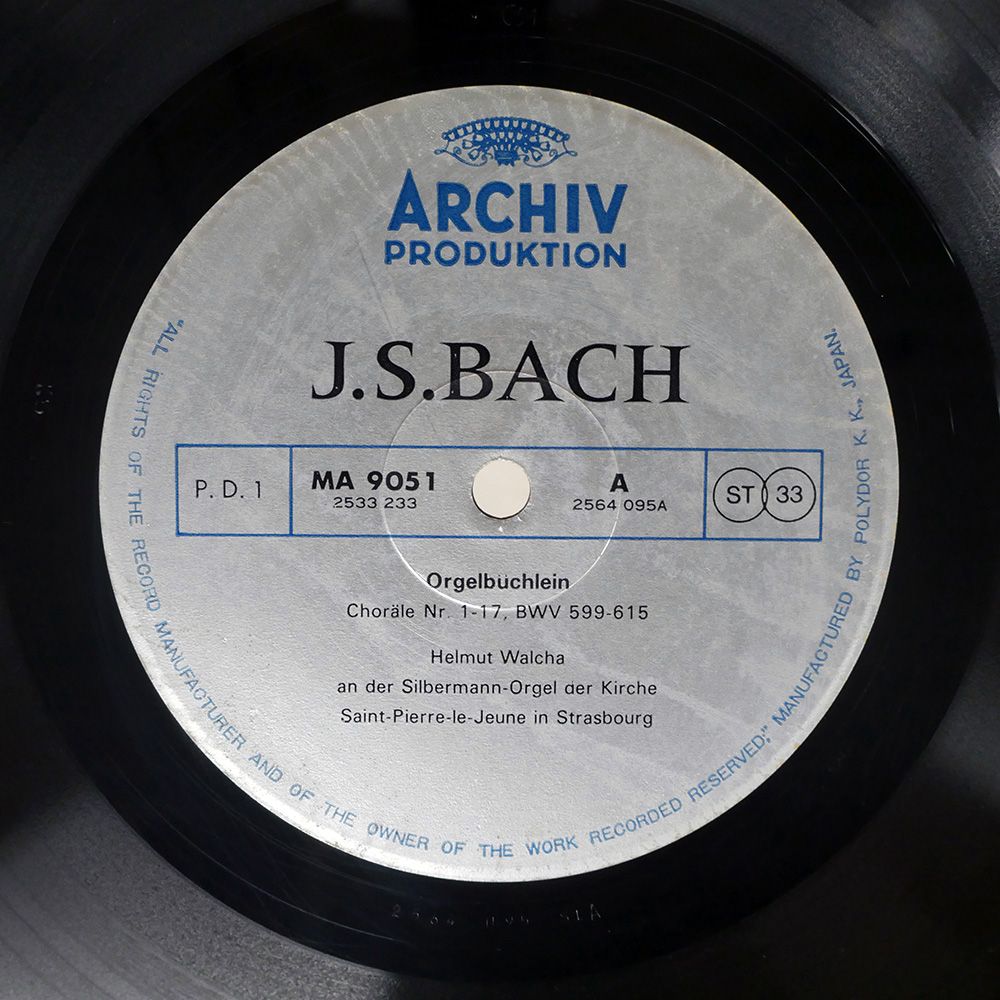 ARCHIV
PRODUKTION
J.S.BACH
P. D. 1
MA 9051
2533 233
A
2564 095A
ST 33
Orgelbüchlein
Choräle Nr. 1-17, BWV 599-615
Helmut Walcha
an der Silbermann-Orgel der Kirche
Saint-Pierre-le-Jeune in Strasbourg
"ALL RIGHTS OF THE RECORD MANUFACTURER AND OF THE OWNER OF THE WORK RECORDED RESERVED;" MANUFACTURED BY POLYDOR K. K., JAPAN.